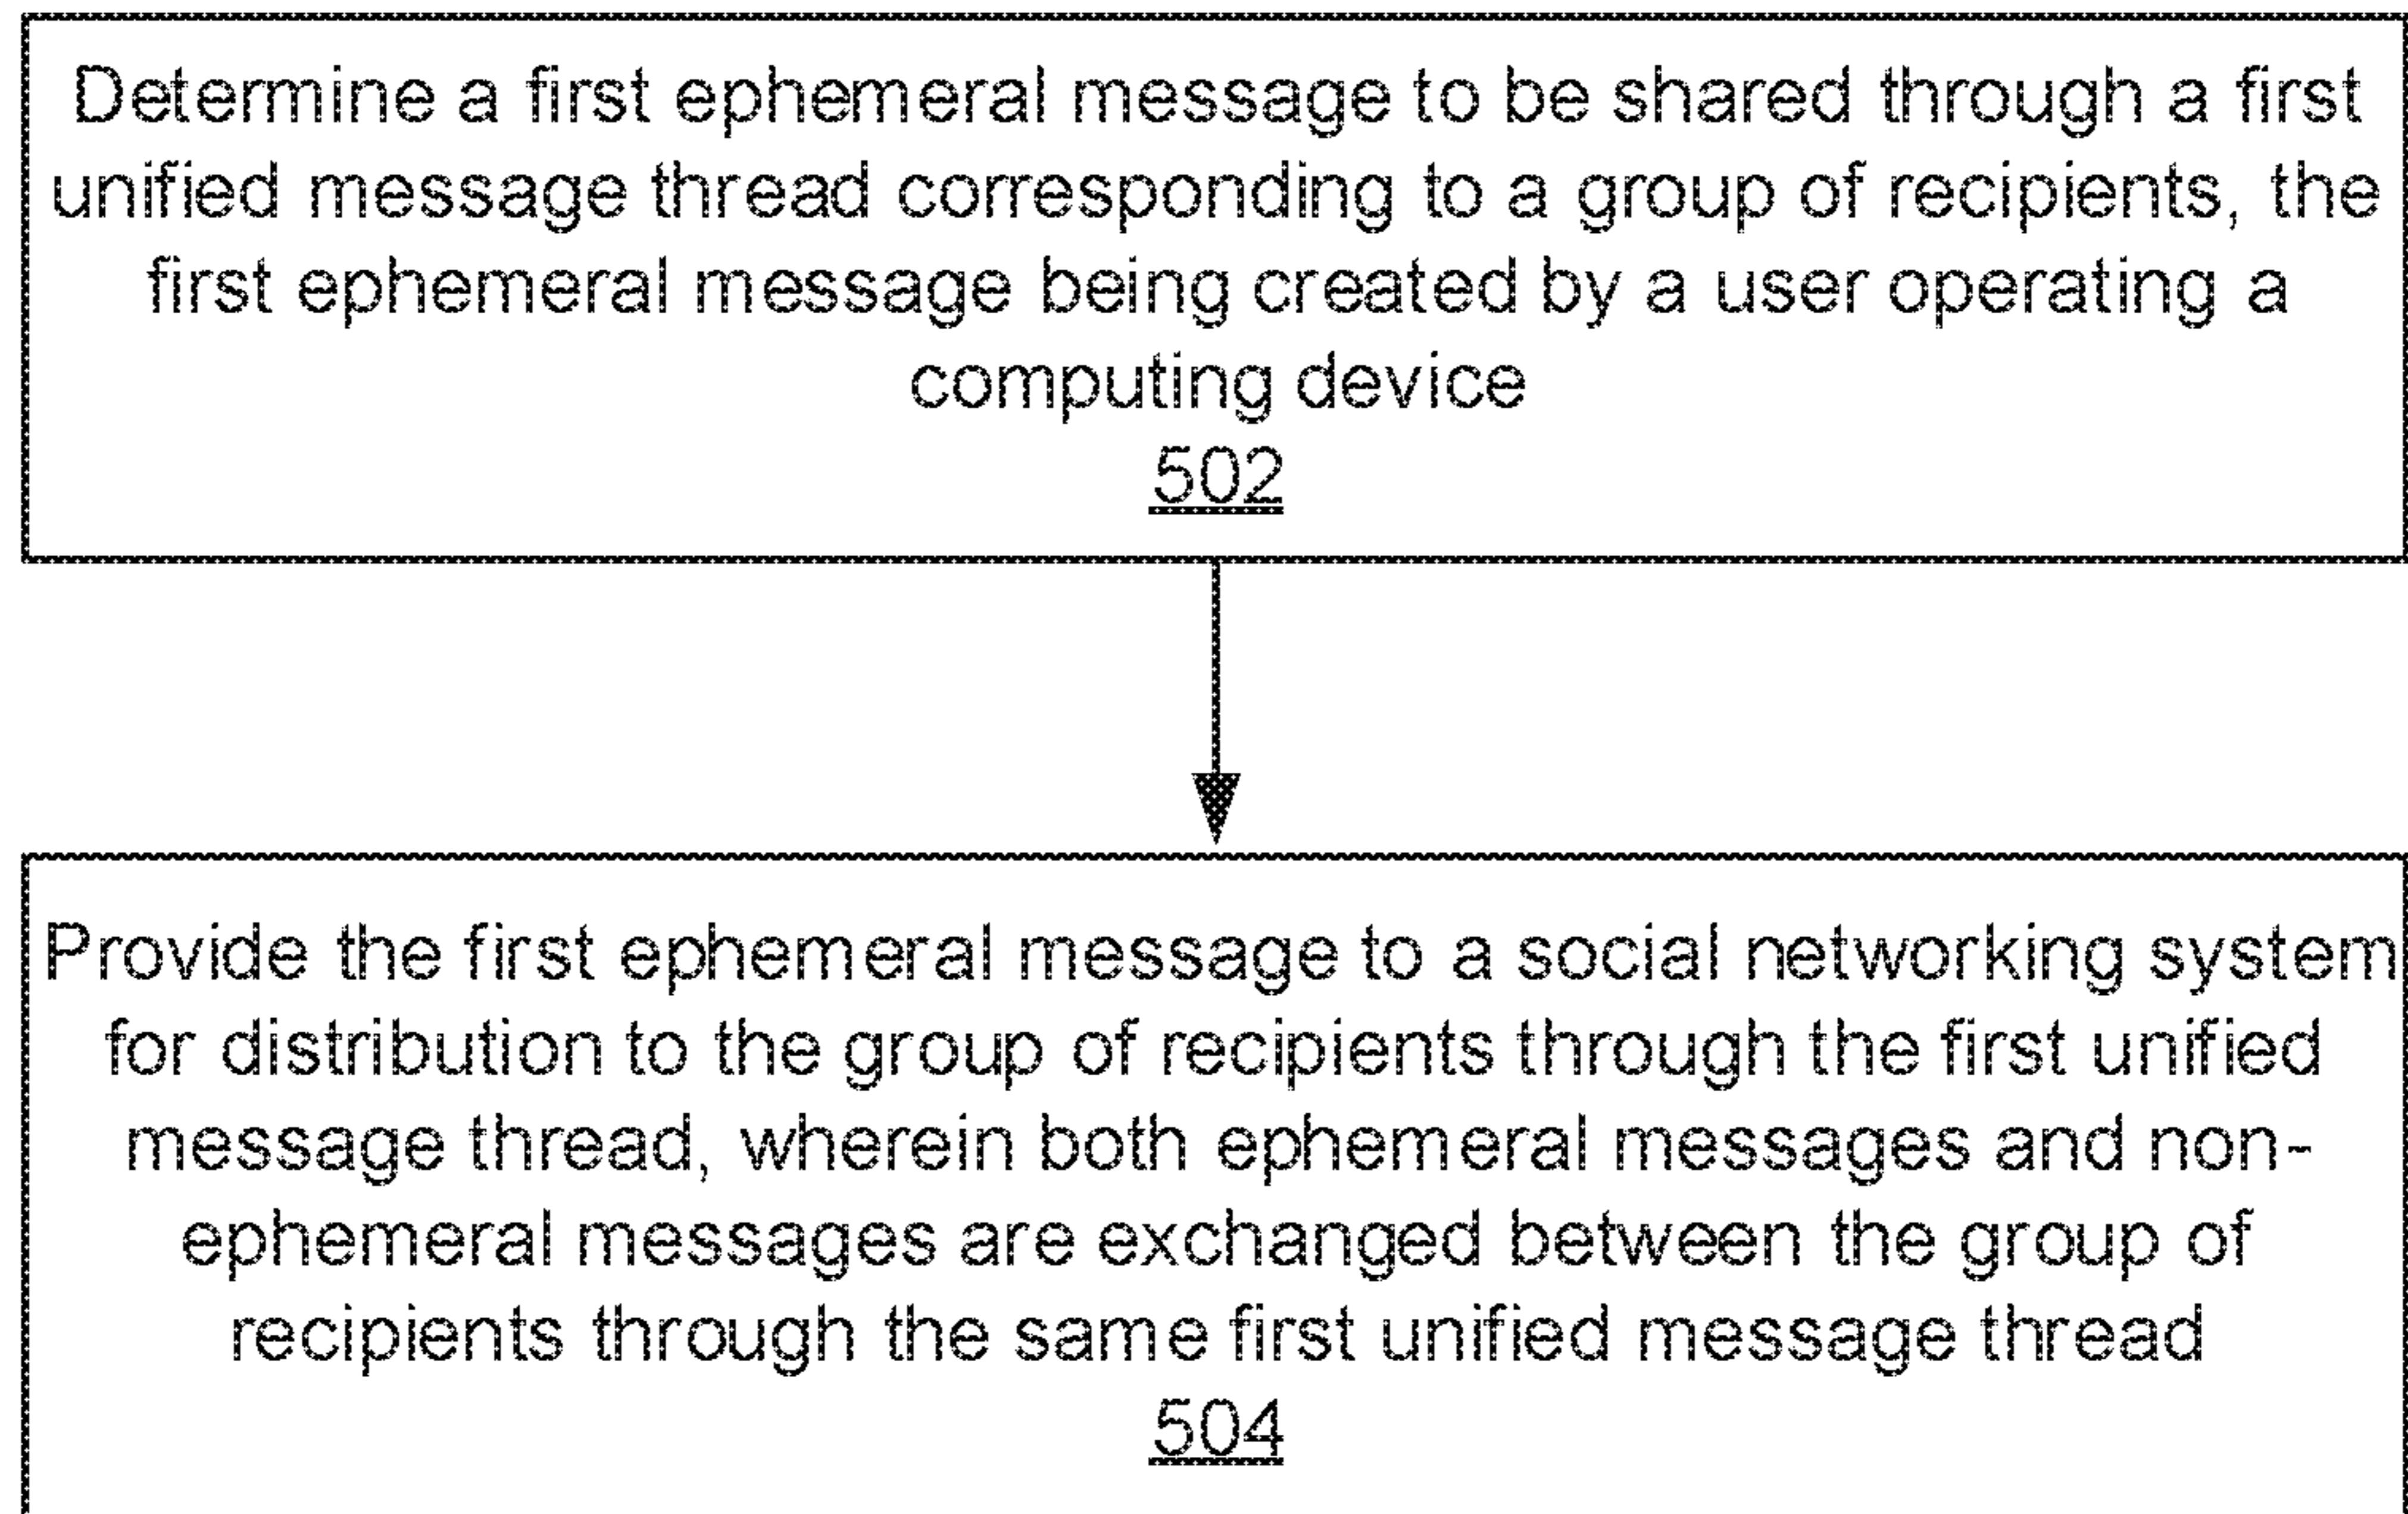 Determine a first ephemeral message to be shared through a first
unified message thread corresponding to a group of recipients, the
first ephemeral message being created by a user operating a
computing device
502
Provide the first ephemeral message to a social networking system
for distribution to the group of recipients through the first unified
message thread, wherein both ephemeral messages and non-
ephemeral messages are exchanged between the group of
recipients through the same first unified message thread
504